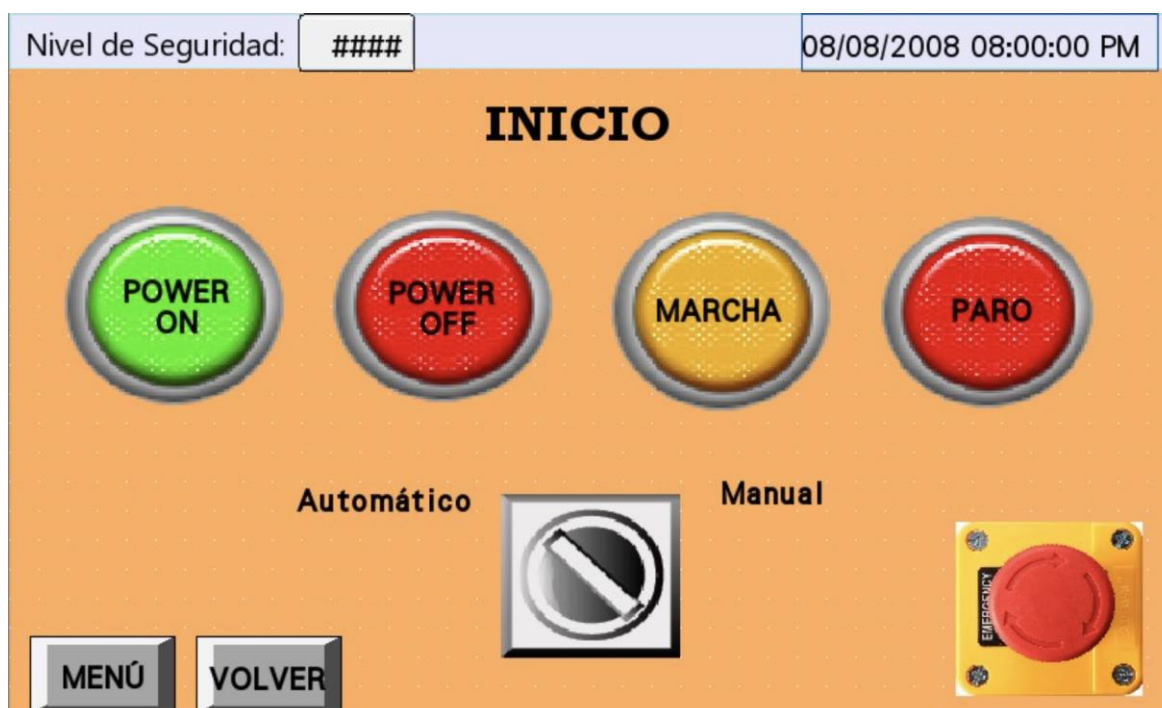 Nivel de Seguridad: ####
08/08/2008 08:00:00 PM
INICIO
POWER
ON
POWER
OFF
MARCHA
PARO
Automático
Manual
EMERGENCY
MENÚ
VOLVER